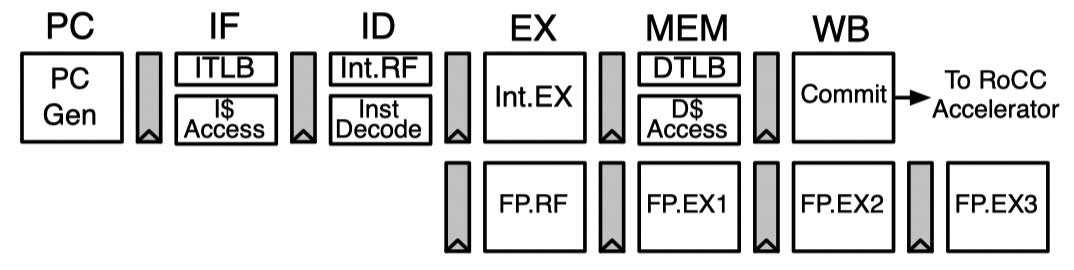 PC IF ID EX MEM WB
PC
Gen
ITLB
I$
Access
Int.RF
Inst
Decode
Int.EX
DTLB
D$
Access
Commit
To RoCC
Accelerator
FP.RF
FP.EX1
FP.EX2
FP.EX3